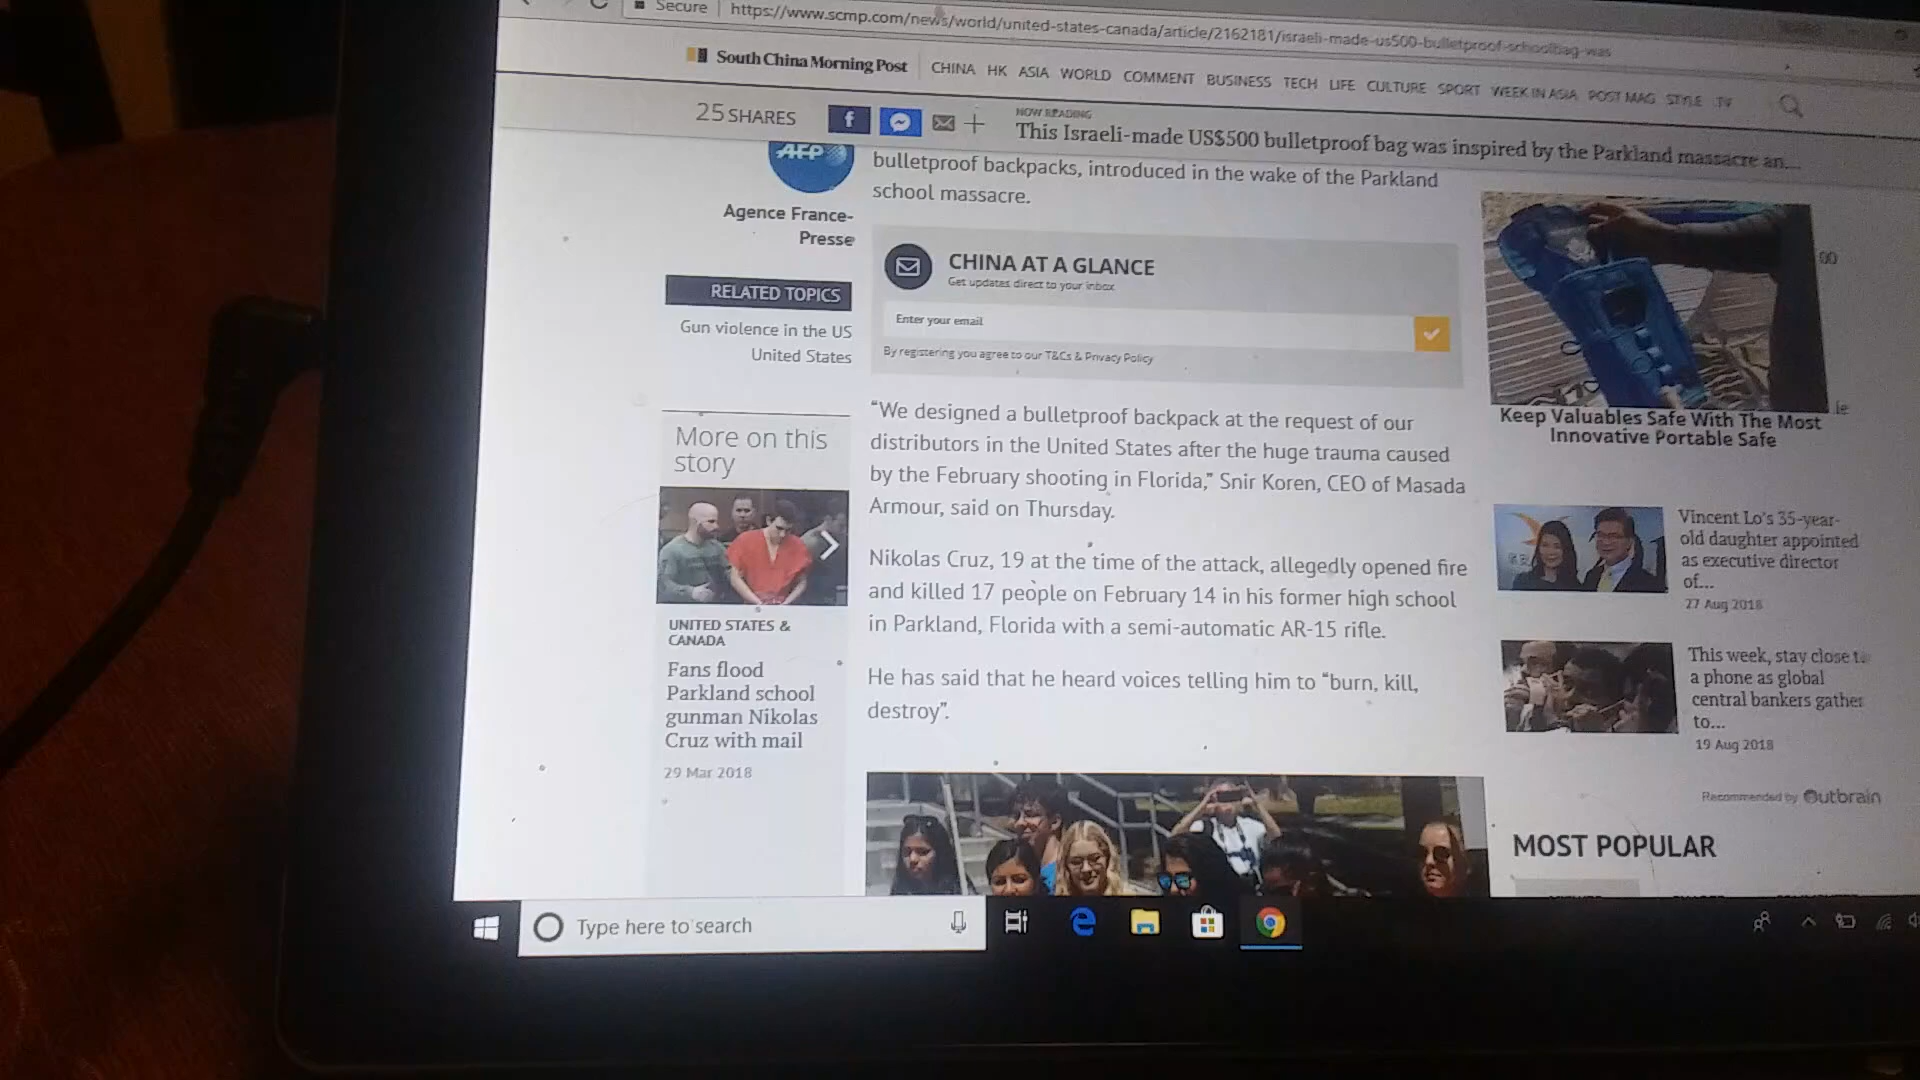 Secure
https://www.scmp.com/news/world/united-states-canada/article/2162181/israeli-made-us500-bulletproof-schoolbag-was
South China Morning Post
CHINA HK ASIA WORLD COMMENT BUSINESS TECH LIFE CULTURE SPORT WEEK IN ASIA POST MAG STYLE TV
25 SHARES
f
NOW READING
This Israeli-made US$500 bulletproof bag was inspired by the Parkland massacre an...
AFP
Agence France-
Presse
RELATED TOPICS
Gun violence in the US
United States
More on this
story
UNITED STATES &
CANADA
Fans flood
Parkland school
gunman Nikolas
Cruz with mail
29 Mar 2018
bulletproof backpacks, introduced in the wake of the Parkland
school massacre.
CHINA AT A GLANCE
Get updates direct to your inbox
Enter your email
By registering you agree to our T&Cs & Privacy Policy
“We designed a bulletproof backpack at the request of our
distributors in the United States after the huge trauma caused
by the February shooting in Florida,” Snir Koren, CEO of Masada
Armour, said on Thursday.
Nikolas Cruz, 19 at the time of the attack, allegedly opened fire
and killed 17 people on February 14 in his former high school
in Parkland, Florida with a semi-automatic AR-15 rifle.
He has said that he heard voices telling him to “burn, kill,
destroy”.
Keep Valuables Safe With The Most
Innovative Portable Safe
Vincent Lo's 35-year-
old daughter appointed
as executive director
of...
27 Aug 2018
This week, stay close t
a phone as global
central bankers gather
to...
19 Aug 2018
Recommended by Outbrain
MOST POPULAR
Type here to search